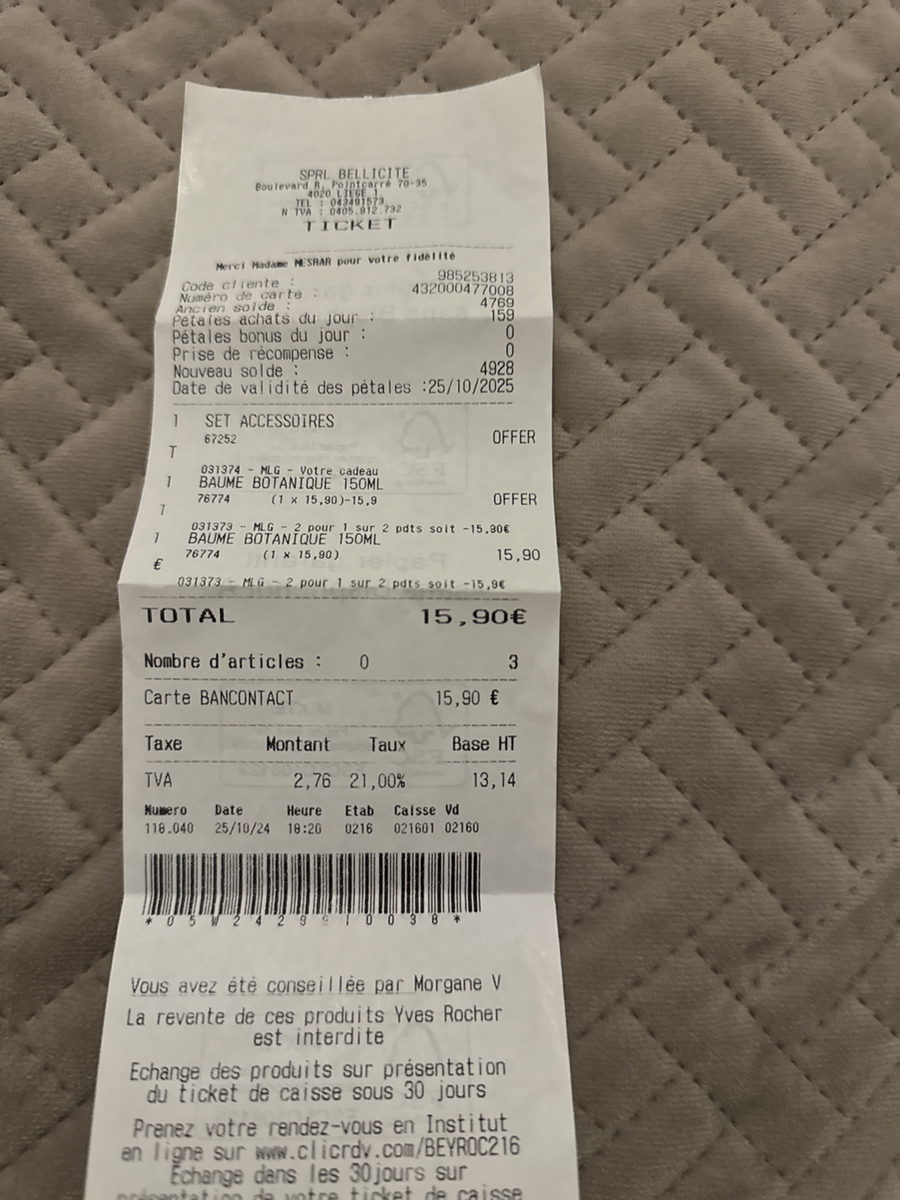 SPRL BELLICITE
Boulevard R. Pointcarré 70-95
4020 LIEGE 1
TEL : 043491573
N TVA : 0405.912.732
TICKET
Merci Madame MESRAR pour votre fidélité
Code cliente : 985253813
Numéro de carte : 432000477008
Ancien solde : 4769
Pétales achats du jour : 159
Pétales bonus du jour : 0
Prise de récompense : 0
Nouveau solde : 4928
Date de validité des pétales :25/10/2025
1 SET ACCESSOIRES
67252 OFFER
T
031374 - MLG - Votre cadeau
1 BAUME BOTANIQUE 150ML
76774 (1 x 15,90)-15,9 OFFER
T
031373 - MLG - 2 pour 1 sur 2 pdts soit -15,90€
1 BAUME BOTANIQUE 150ML
76774 (1 x 15,90) 15,90
€
031373 - MLG - 2 pour 1 sur 2 pdts soit -15,9€
TOTAL 15,90€
Nombre d'articles : 0 3
Carte BANCONTACT 15,90 €
Taxe Montant Taux Base HT
TVA 2,76 21,00% 13,14
Numero Date Heure Etab Caisse Vd
118.040 25/10/24 18:20 0216 021601 02160
Vous avez été conseillée par Morgane V
La revente de ces produits Yves Rocher
est interdite
Echange des produits sur présentation
du ticket de caisse sous 30 jours
Prenez votre rendez-vous en Institut
en ligne sur www.clicrdv.com/BEYROC216
Echange dans les 30jours sur
présentation de votre ticket de caisse